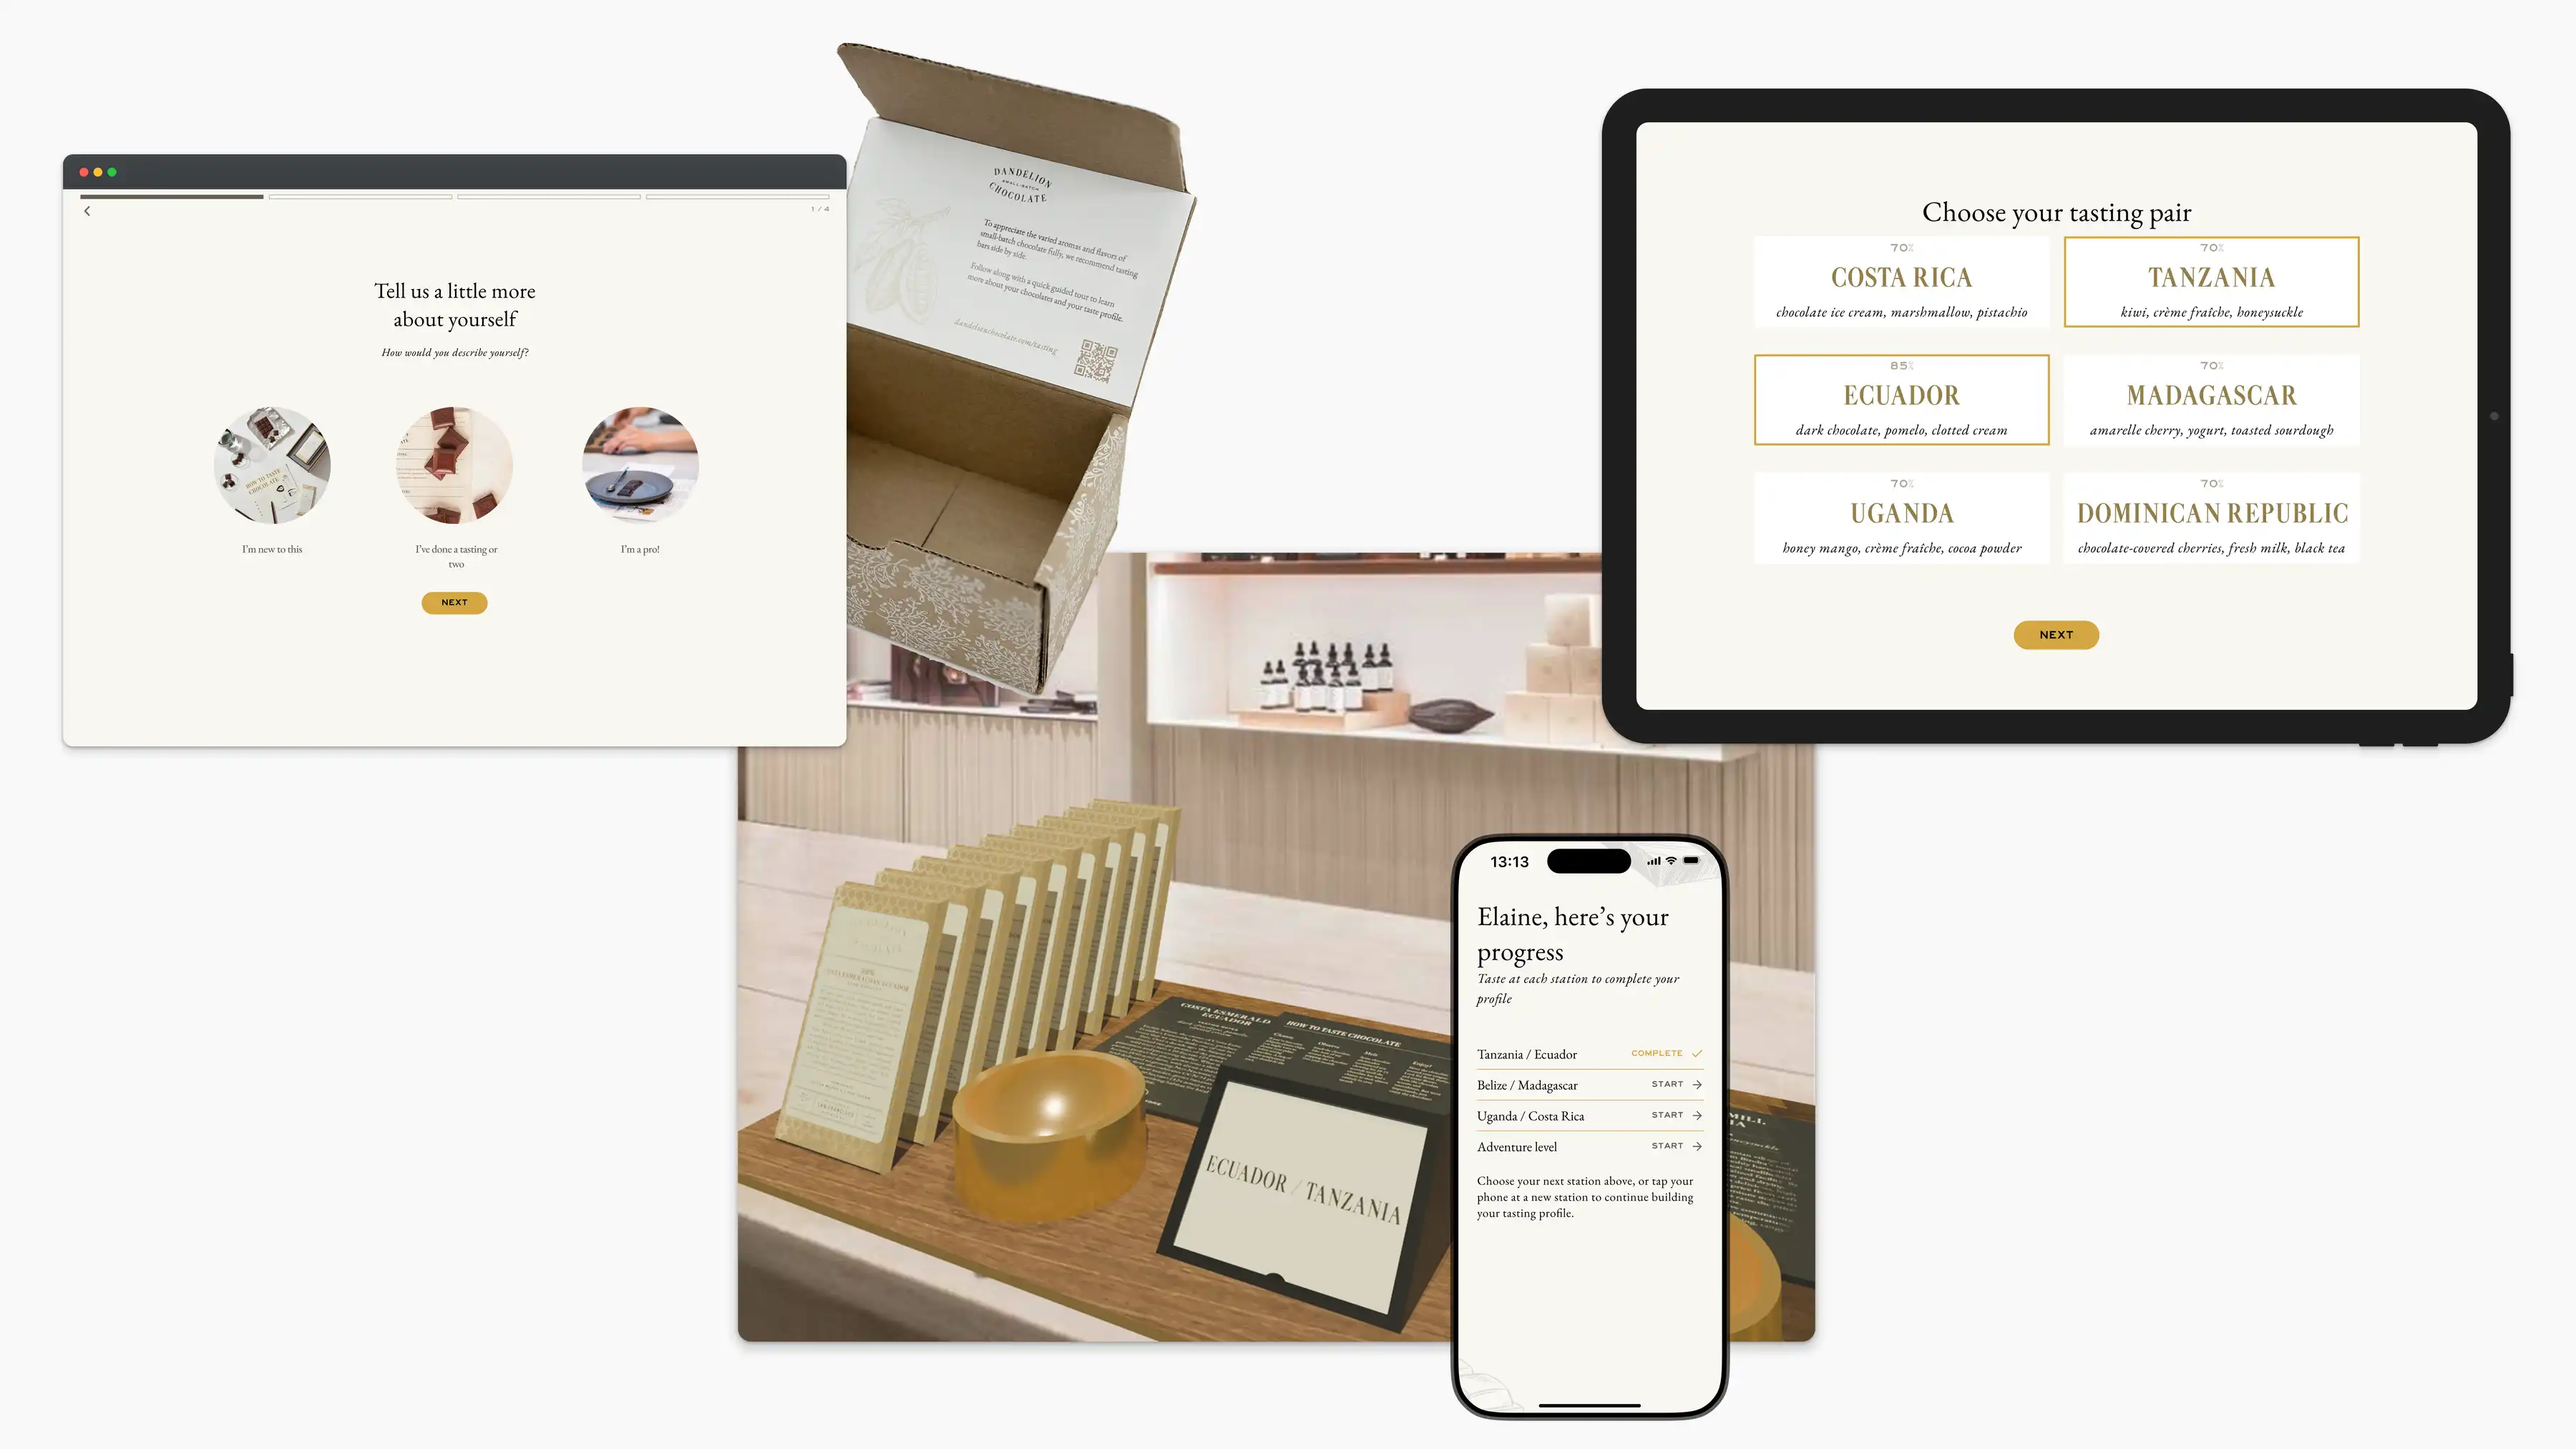 1 / 4
Tell us a little more
about yourself
How would you describe yourself?
HOW TO TASTE
CHOCOLATE
I'm new to this
I've done a tasting or
two
I'm a pro!
NEXT
DANDELION
SMALL-BATCH
CHOCOLATE
To appreciate the varied aromas and flavors of
small-batch chocolate fully, we recommend tasting
bars side by side.
Follow along with a quick guided tour to learn
more about your chocolates and your taste profile.
dandelionchocolate.com/tasting
Choose your tasting pair
70%
COSTA RICA
chocolate ice cream, marshmallow, pistachio
70%
TANZANIA
kiwi, crème fraîche, honeysuckle
85%
ECUADOR
dark chocolate, pomelo, clotted cream
70%
MADAGASCAR
amarelle cherry, yogurt, toasted sourdough
70%
UGANDA
honey mango, crème fraîche, cocoa powder
70%
DOMINICAN REPUBLIC
chocolate-covered cherries, fresh milk, black tea
NEXT
COSTA ESMERALD
ECUADOR
HOW TO TASTE CHOCOLATE
ECUADOR / TANZANIA
13:13
Elaine, here's your
progress
Taste at each station to complete your
profile
Tanzania / Ecuador COMPLETE
Belize / Madagascar START
Uganda / Costa Rica START
Adventure level START
Choose your next station above, or tap your
phone at a new station to continue building
your tasting profile.